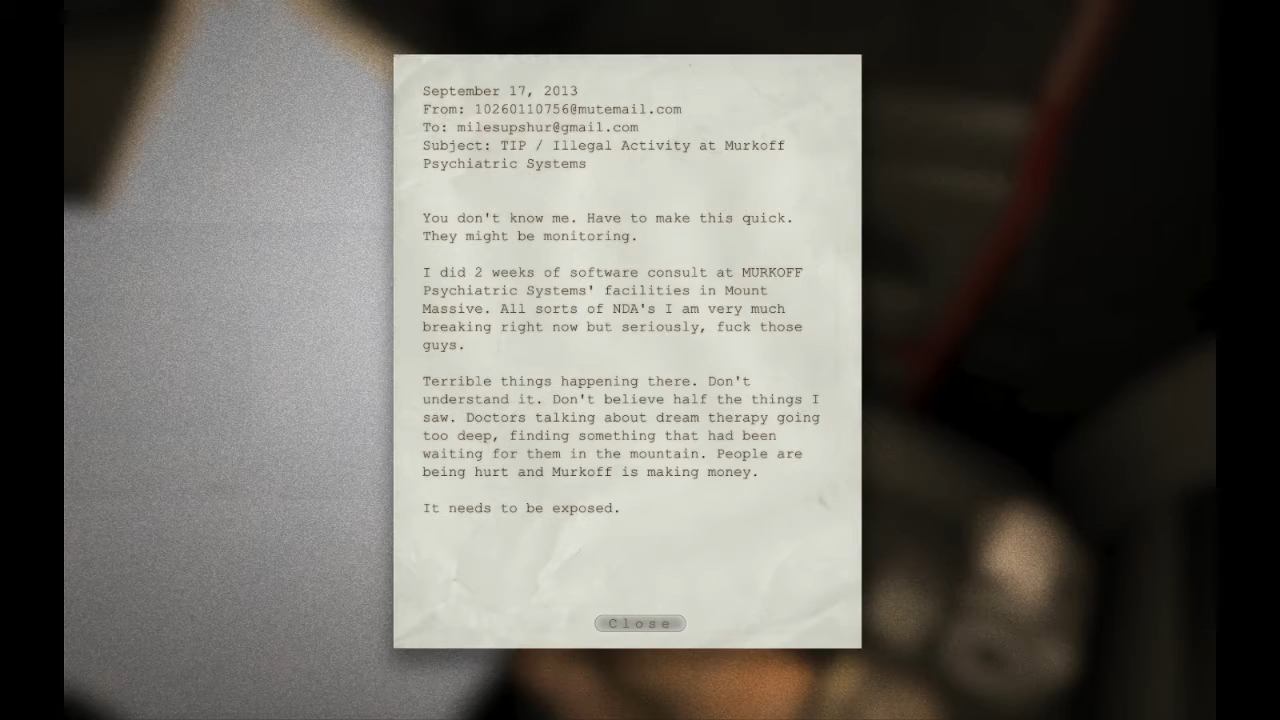 September 17, 2013
From: 10260110756@mutemail.com
To: milesupshur@gmail.com
Subject: TIP / Illegal Activity at Murkoff
Psychiatric Systems
You don't know me. Have to make this quick.
They might be monitoring.
I did 2 weeks of software consult at MURKOFF
Psychiatric Systems' facilities in Mount
Massive. All sorts of NDA's I am very much
breaking right now but seriously, fuck those
guys.
Terrible things happening there. Don't
understand it. Don't believe half the things I
saw. Doctors talking about dream therapy going
too deep, finding something that had been
waiting for them in the mountain. People are
being hurt and Murkoff is making money.
It needs to be exposed.
Close